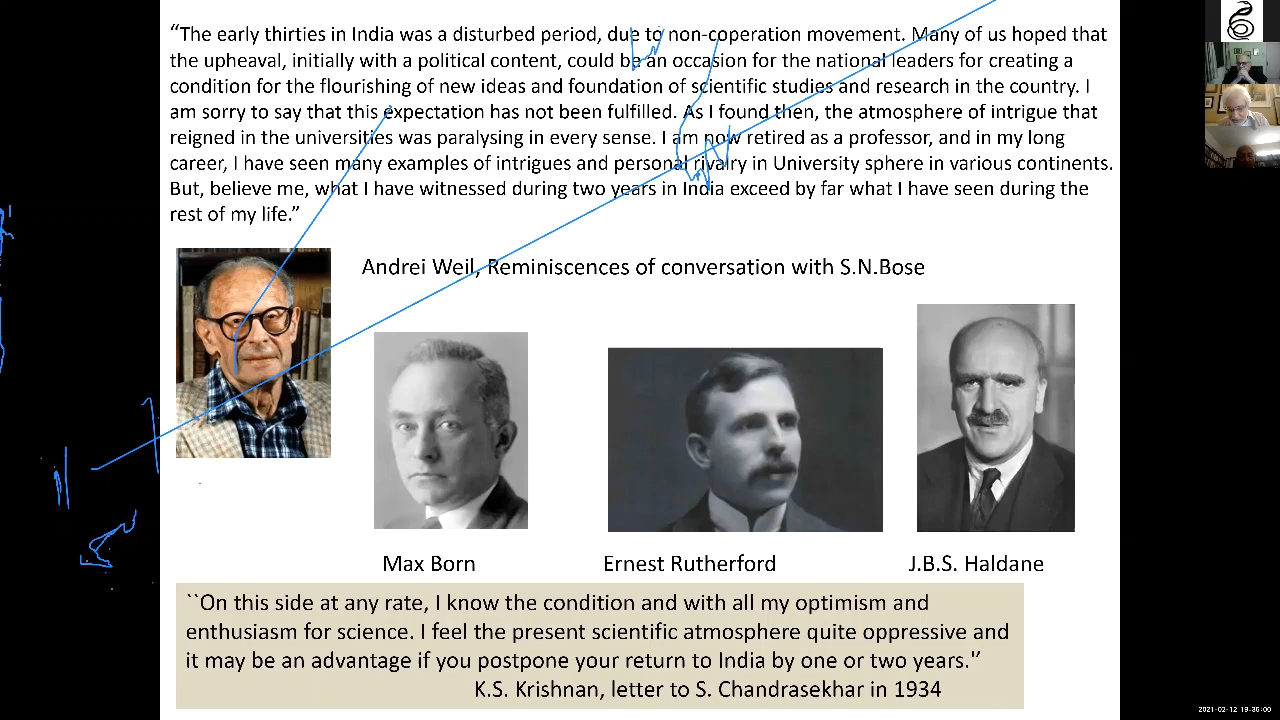 “The early thirties in India was a disturbed period, due to non-coperation movement. Many of us hoped that
the upheaval, initially with a political content, could be an occasion for the national leaders for creating a
condition for the flourishing of new ideas and foundation of scientific studies and research in the country. I
am sorry to say that this expectation has not been fulfilled. As I found then, the atmosphere of intrigue that
reigned in the universities was paralysing in every sense. I am now retired as a professor, and in my long
career, I have seen many examples of intrigues and personal rivalry in University sphere in various continents.
But, believe me, what I have witnessed during two years in India exceed by far what I have seen during the
rest of my life.”
Andrei Weil, Reminiscences of conversation with S.N.Bose
Max Born
Ernest Rutherford
J.B.S. Haldane
``On this side at any rate, I know the condition and with all my optimism and
enthusiasm for science. I feel the present scientific atmosphere quite oppressive and
it may be an advantage if you postpone your return to India by one or two years."
K.S. Krishnan, letter to S. Chandrasekhar in 1934